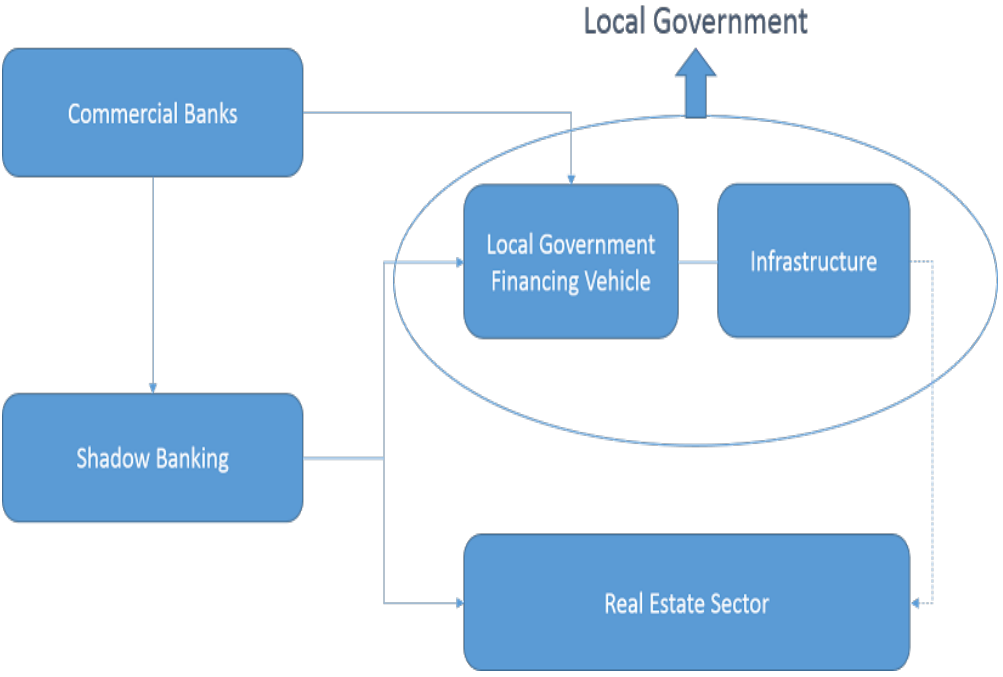 Local Government
Commercial Banks
Local Government
Financing Vehicle
Infrastructure
Shadow Banking
Real Estate Sector